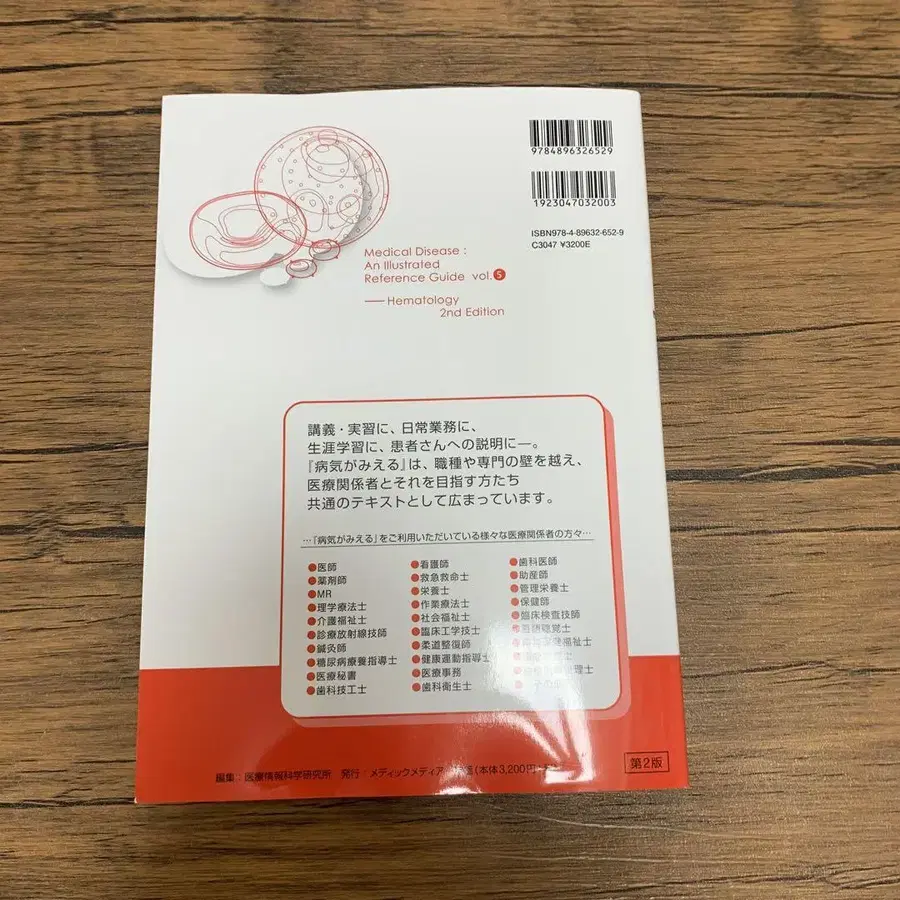 9784896326529
1923047032003
ISBN978-4-89632-652-9
C3047 ¥3200E
Medical Disease :
An Illustrated
Reference Guide vol.5
Hematology
2nd Edition
講義・実習に、日常業務に、
生涯学習に、患者さんへの説明に―。
『病気がみえる』は、職種や専門の壁を越え、
医療関係者とそれを目指す方たち
共通のテキストとして広まっています。
…『病気がみえる』をご利用いただいている様々な医療関係者の方々…
●医師
●薬剤師
●MR
●理学療法士
●介護福祉士
●診療放射線技師
●鍼灸師
●糖尿病療養指導士
●医療秘書
●歯科技工士
●看護師
●救急救命士
●栄養士
●作業療法士
●社会福祉士
●臨床工学技士
●柔道整復師
●健康運動指導士
●医療事務
●歯科衛生士
●歯科医師
●助産師
●管理栄養士
●保健師
●臨床検査技師
編集：医療情報科学研究所 発行：メディックメディア (本体3,200円
第2版